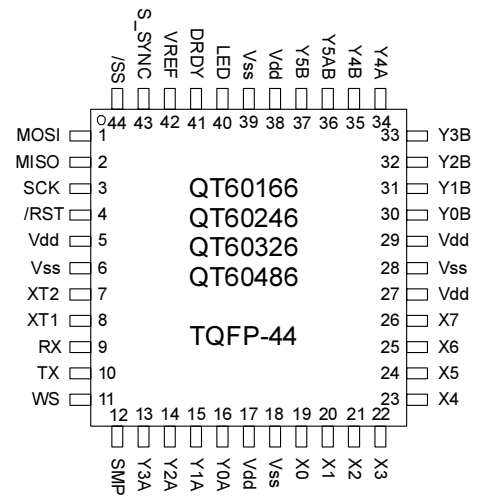 /SS S_SYNC VREF DRDY LED Vss Vdd Y5B Y5AB Y4B Y4A
44 43 42 41 40 39 38 37 36 35 34
MOSI 1 33 Y3B
MISO 2 32 Y2B
SCK 3 QT60166 31 Y1B
/RST 4 QT60246 30 Y0B
Vdd 5 QT60326 29 Vdd
Vss 6 QT60486 28 Vss
XT2 7 27 Vdd
XT1 8 TQFP-44 26 X7
RX 9 25 X6
TX 10 24 X5
WS 11 23 X4
12 13 14 15 16 17 18 19 20 21 22
SMP Y3A Y2A Y1A Y0A Vdd Vss X0 X1 X2 X3